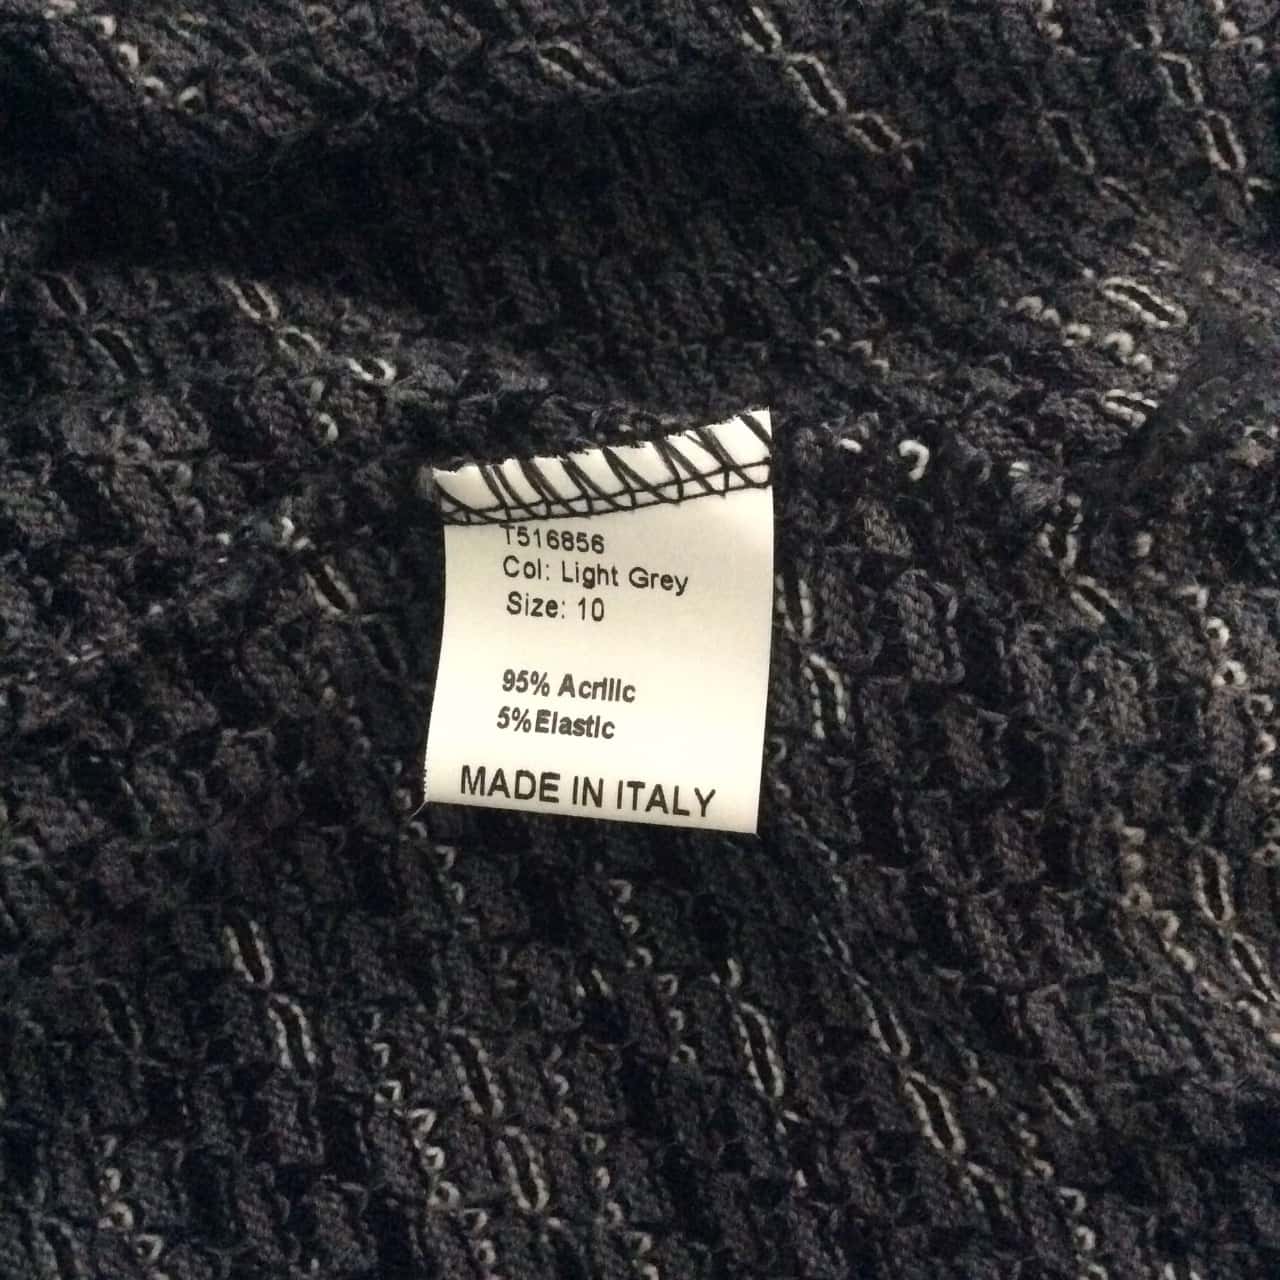 T516856
Col: Light Grey
Size: 10
95% Acrilic
5%Elastic
MADE IN ITALY